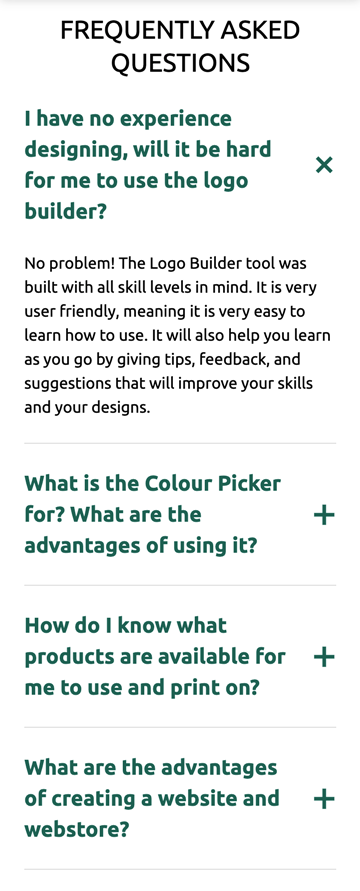 FREQUENTLY ASKED
QUESTIONS
I have no experience
designing, will it be hard
for me to use the logo
builder?
No problem! The Logo Builder tool was
built with all skill levels in mind. It is very
user friendly, meaning it is very easy to
learn how to use. It will also help you learn
as you go by giving tips, feedback, and
suggestions that will improve your skills
and your designs.
What is the Colour Picker
for? What are the
advantages of using it?
How do I know what
products are available for
me to use and print on?
What are the advantages
of creating a website and
webstore?